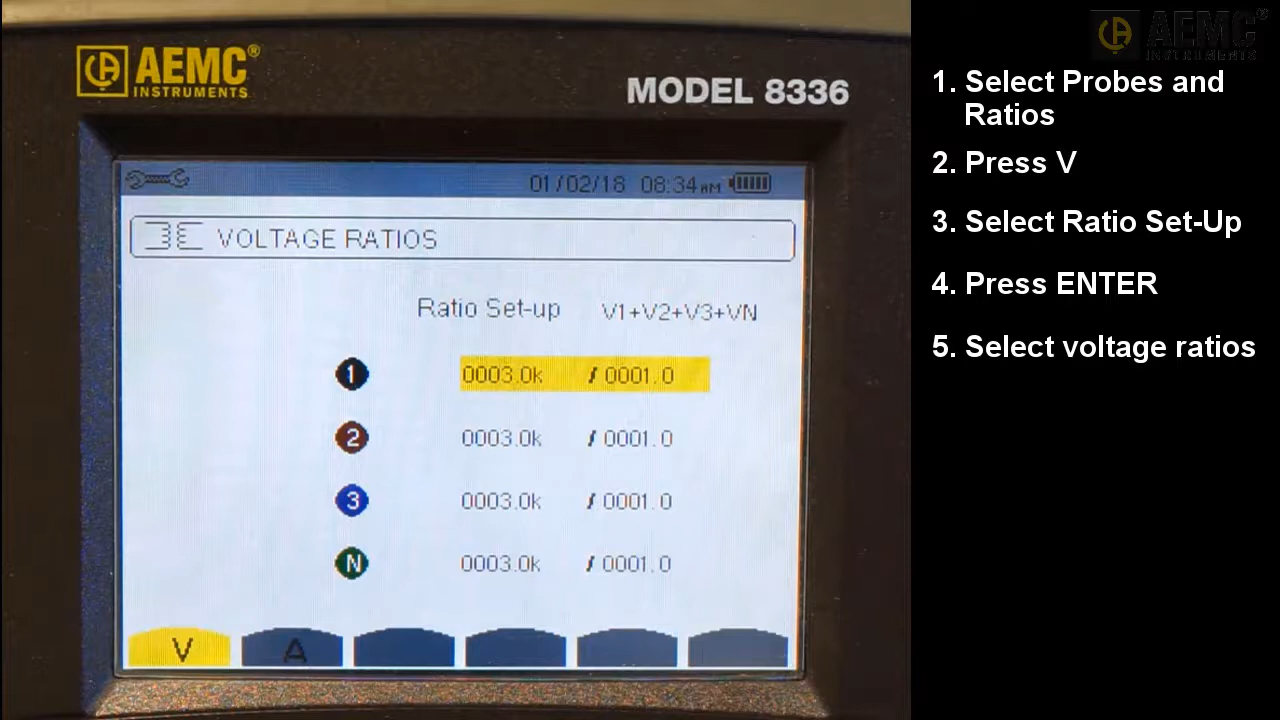 AEMC®
INSTRUMENTS
MODEL 8336
01/02/18 08:34AM
VOLTAGE RATIOS
Ratio Set-up V1+V2+V3+VN
1 0003.0k / 0001.0
2 0003.0k / 0001.0
3 0003.0k / 0001.0
N 0003.0k / 0001.0
V A
AEMC®
INSTRUMENTS
1. Select Probes and
Ratios
2. Press V
3. Select Ratio Set-Up
4. Press ENTER
5. Select voltage ratios